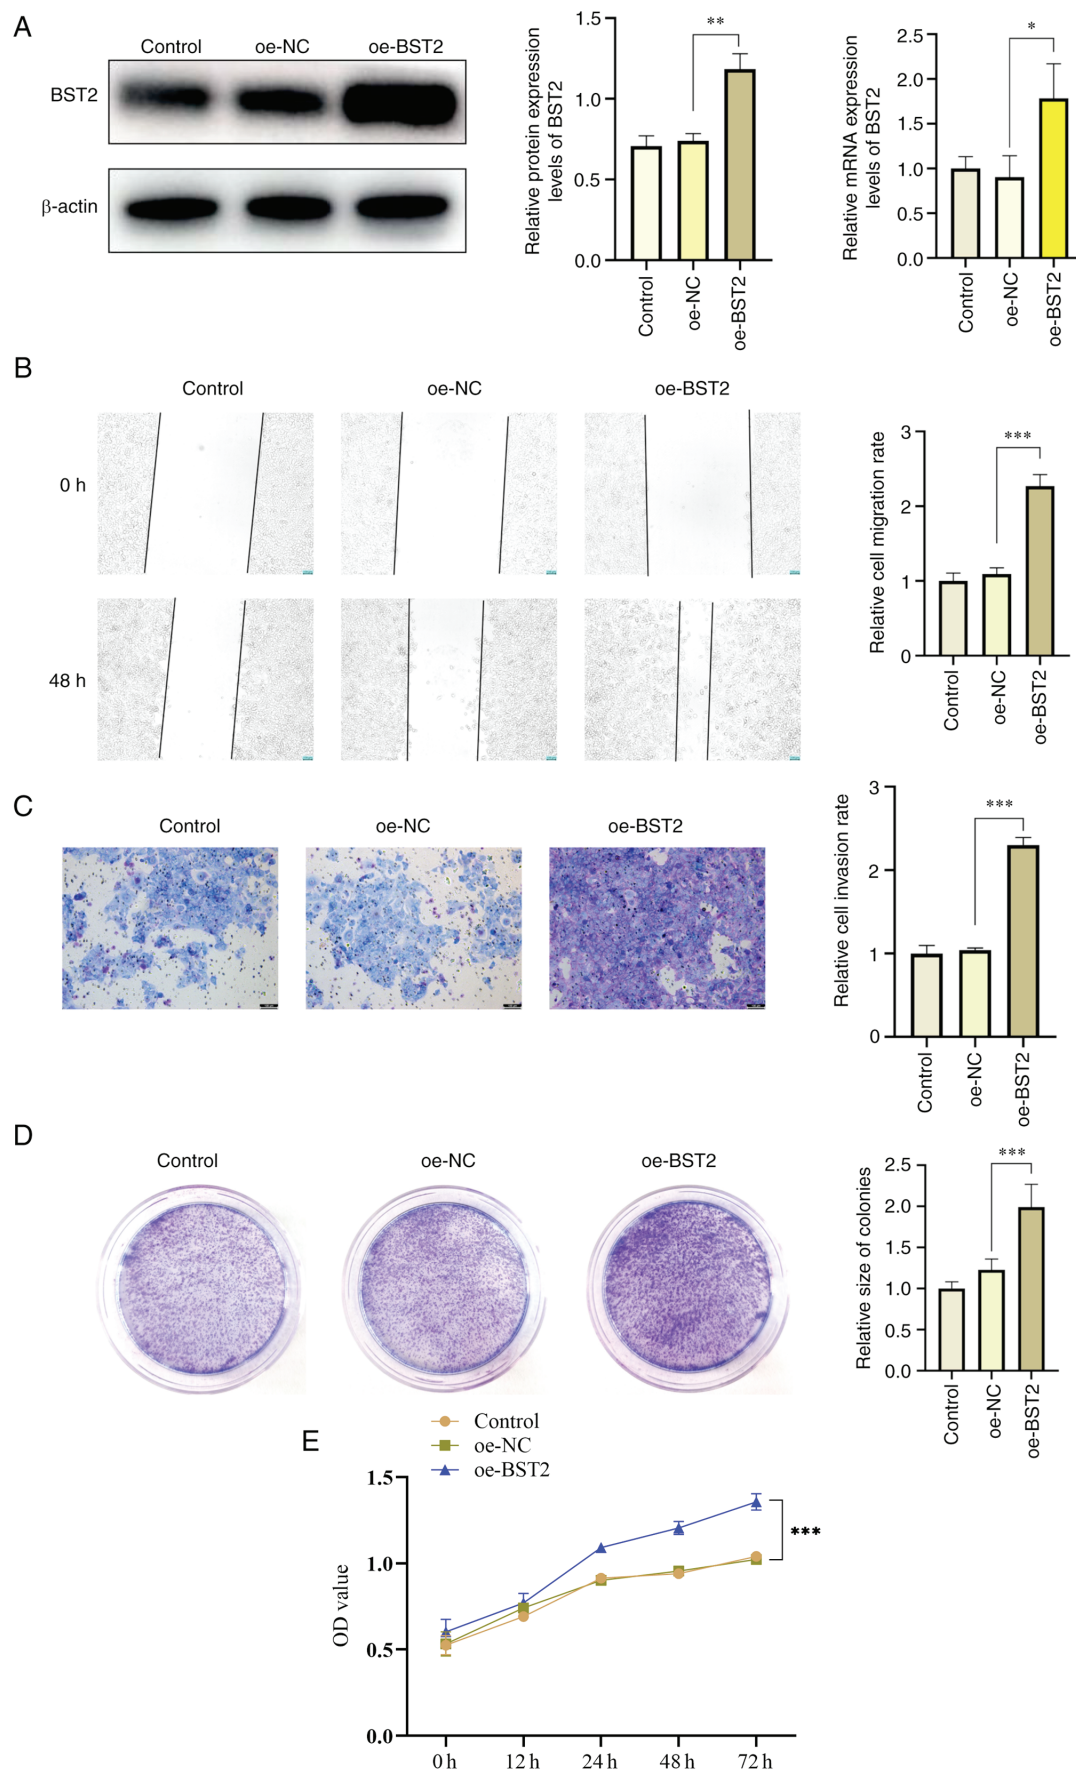 A
Control
oe-NC
oe-BST2
BST2
β-actin
Relative protein expression
levels of BST2
1.5
1.0
0.5
0.0
**
Control
oe-NC
oe-BST2
Relative mRNA expression
levels of BST2
2.5
2.0
1.5
1.0
0.5
0.0
*
Control
oe-NC
oe-BST2
B
Control
oe-NC
oe-BST2
0 h
48 h
Relative cell migration rate
3
2
1
0
***
Control
oe-NC
oe-BST2
C
Control
oe-NC
oe-BST2
Relative cell invasion rate
3
2
1
0
***
Control
oe-NC
oe-BST2
D
Control
oe-NC
oe-BST2
Relative size of colonies
2.5
2.0
1.5
1.0
0.5
0.0
***
Control
oe-NC
oe-BST2
E
Control
oe-NC
oe-BST2
OD value
1.5
1.0
0.5
0.0
***
0 h
12 h
24 h
48 h
72 h